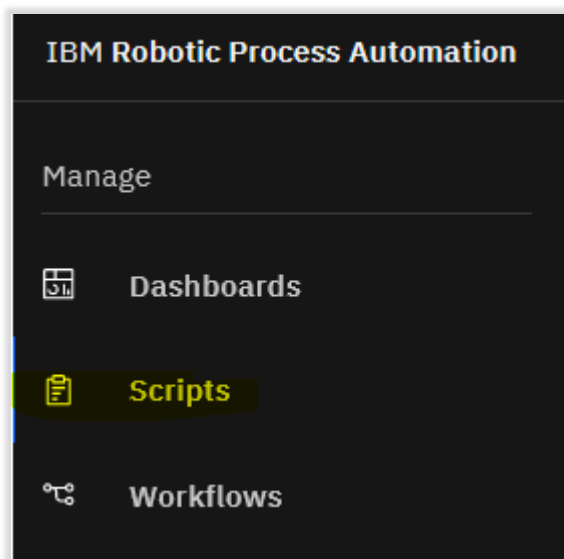 IBM Robotic Process Automation
Manage
Dashboards
Scripts
Workflows